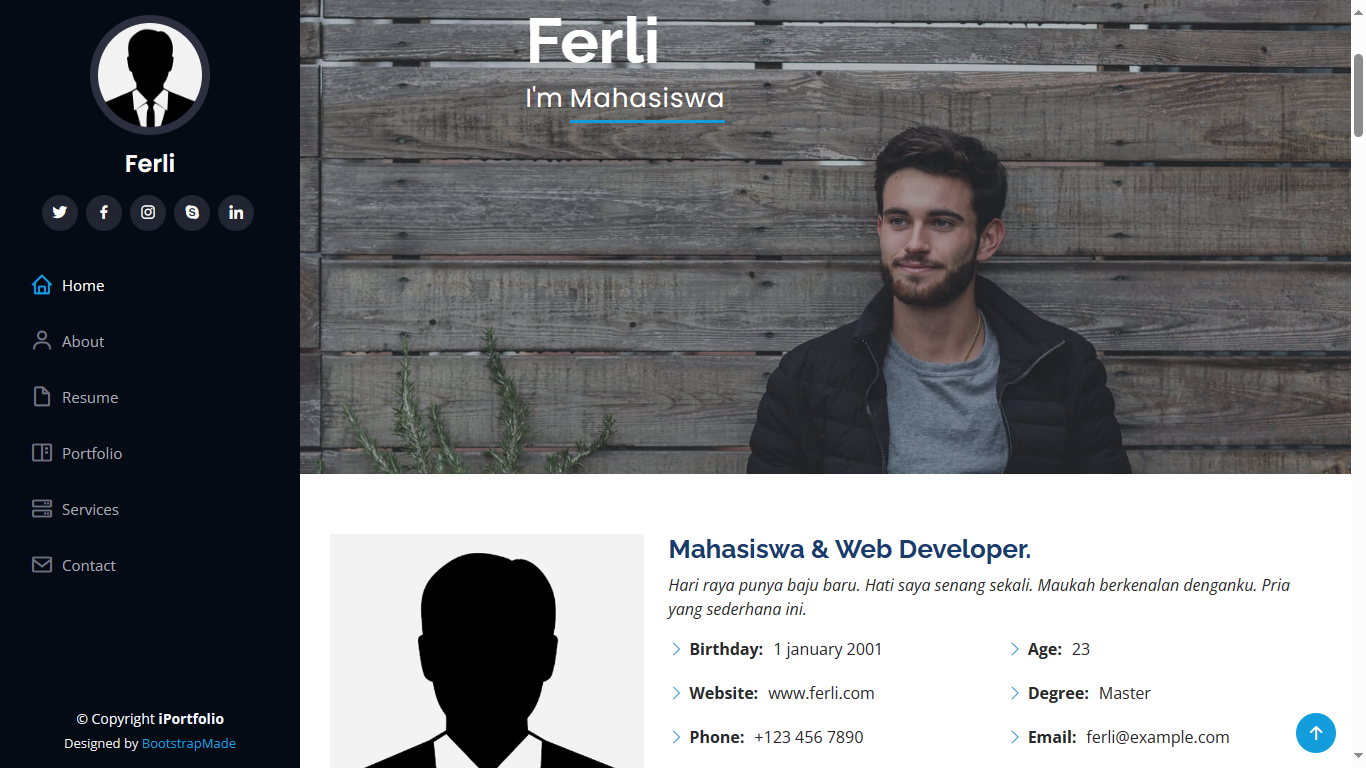 Ferli
Home
About
Resume
Portfolio
Services
Contact
© Copyright iPortfolio
Designed by BootstrapMade
Ferli
I'm Mahasiswa
Mahasiswa & Web Developer.
Hari raya punya baju baru. Hati saya senang sekali. Maukah berkenalan denganku. Pria
yang sederhana ini.
Birthday: 1 january 2001
Age: 23
Website: www.ferli.com
Degree: Master
Phone: +123 456 7890
Email: ferli@example.com